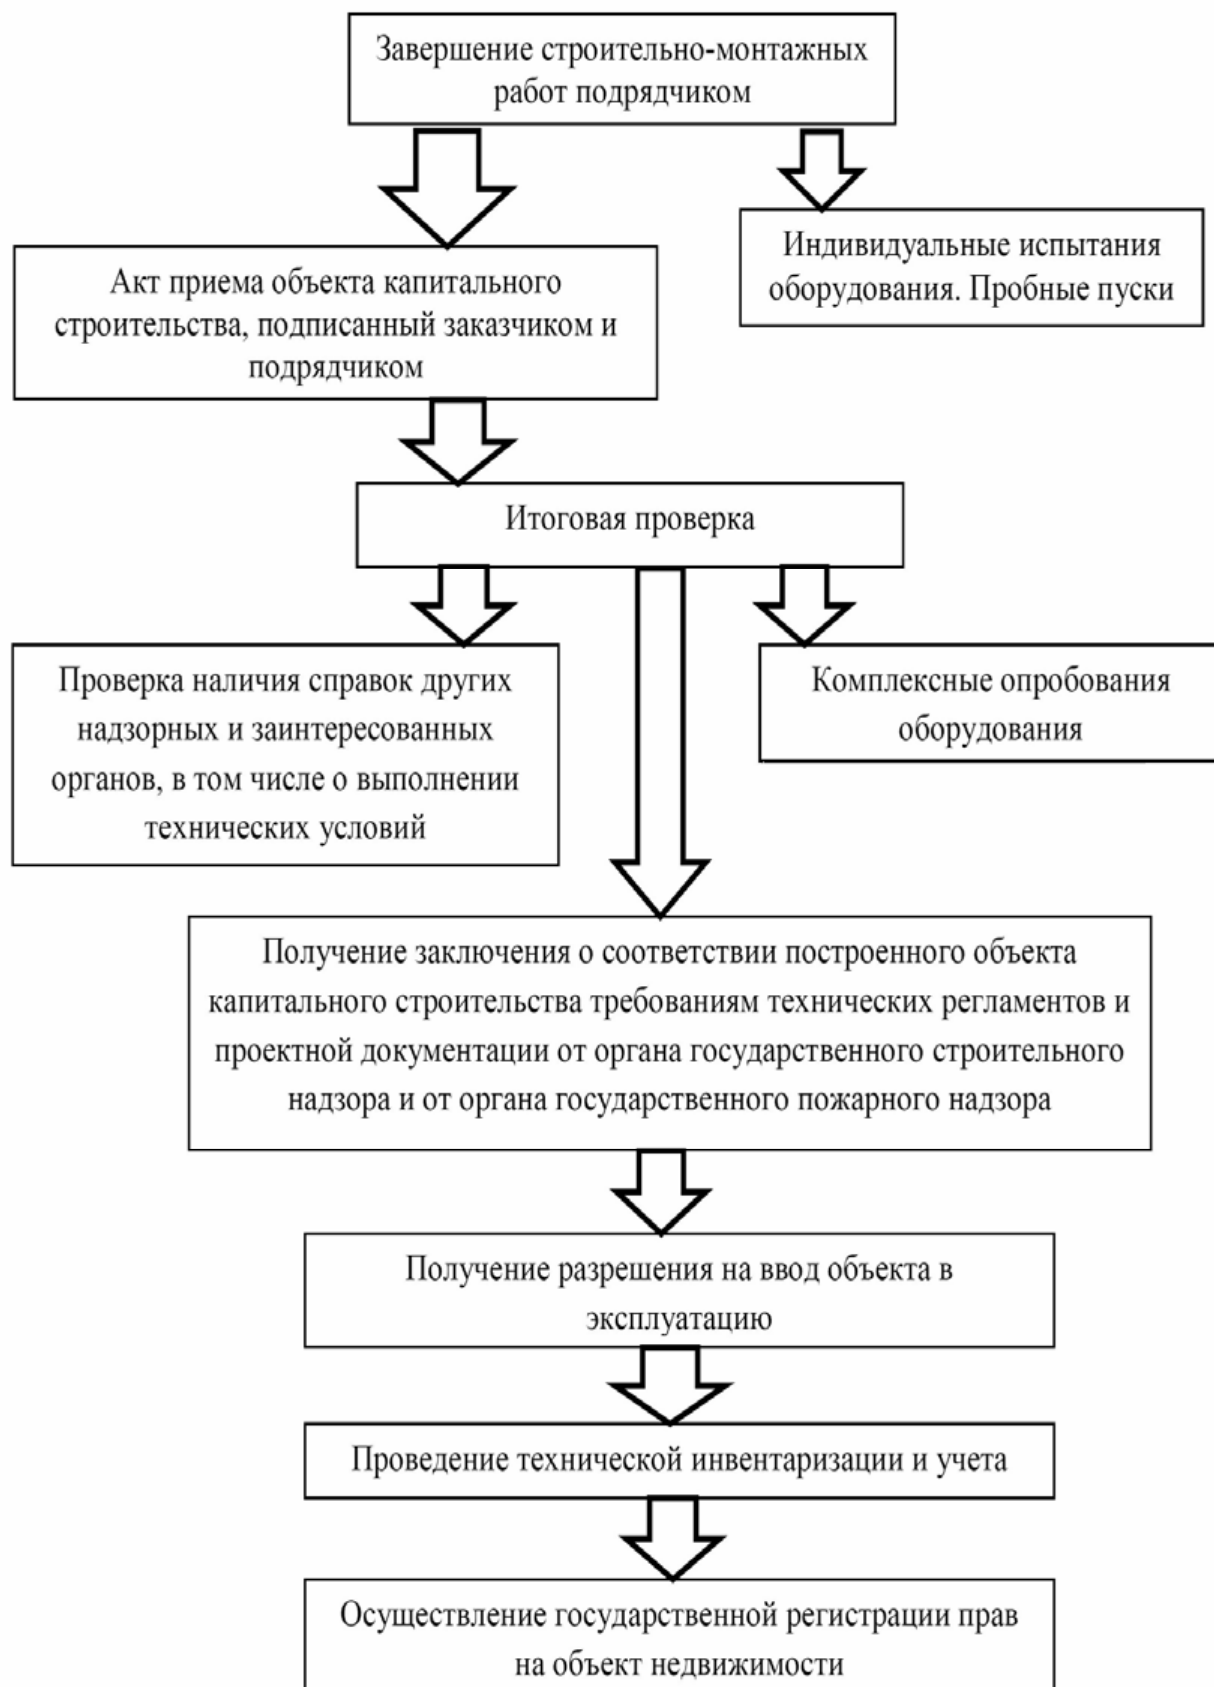 Завершение строительно-монтажных
работ подрядчиком
Индивидуальные испытания
оборудования. Пробные пуски
Акт приема объекта капитального
строительства, подписанный заказчиком и
подрядчиком
Итоговая проверка
Проверка наличия справок других
надзорных и заинтересованных
органов, в том числе о выполнении
технических условий
Комплексные опробования
оборудования
Получение заключения о соответствии построенного объекта
капитального строительства требованиям технических регламентов и
проектной документации от органа государственного строительного
надзора и от органа государственного пожарного надзора
Получение разрешения на ввод объекта в
эксплуатацию
Проведение технической инвентаризации и учета
Осуществление государственной регистрации прав
на объект недвижимости